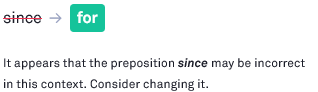 since → for
It appears that the preposition since may be incorrect
in this context. Consider changing it.